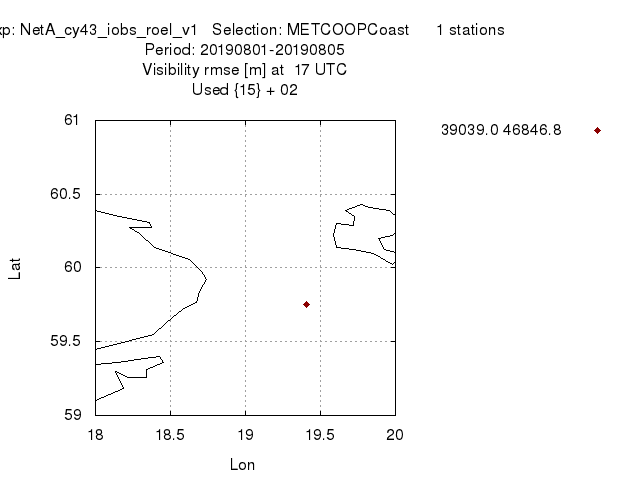 xp: NetA_cy43_iobs_roel_v1   Selection: METCOOPCoast      1 stations
Period: 20190801-20190805
Visibility rmse [m] at  17 UTC
Used {15} + 02
39039.0 46846.8
61
60.5
60
59.5
59
18 18.5 19 19.5 20
Lat
Lon